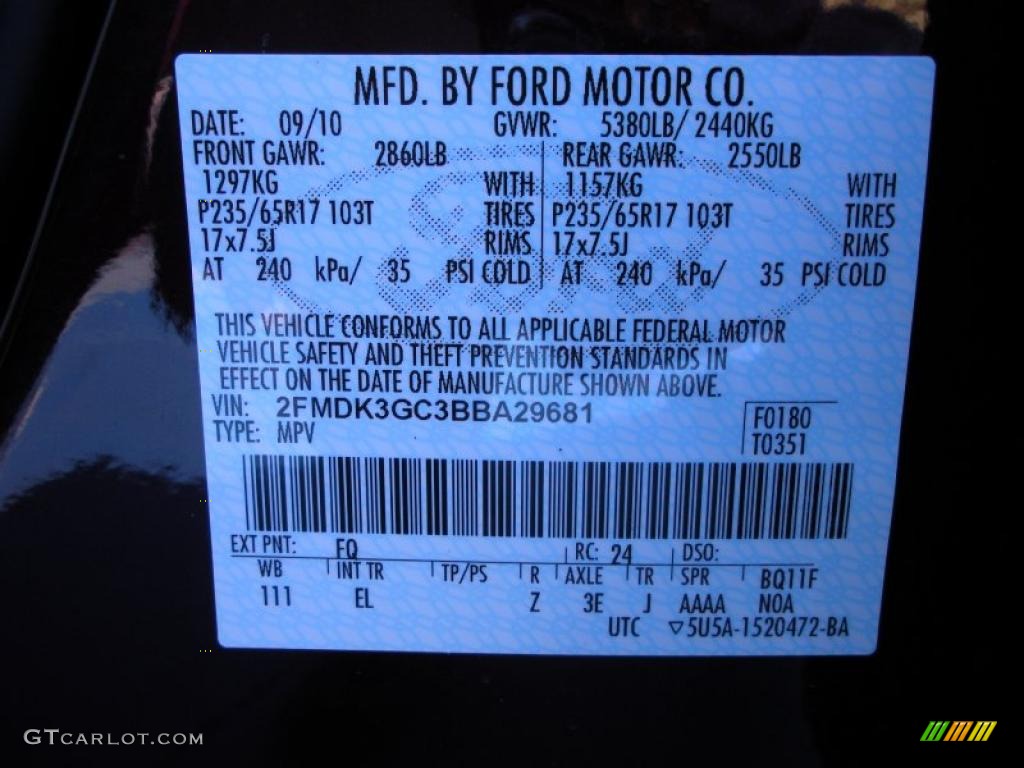 MFD. BY FORD MOTOR CO.
DATE: 09/10 GVWR: 5380LB/ 2440KG
FRONT GAWR: 2860LB REAR GAWR: 2550LB
1297KG WITH 1157KG WITH
P235/65R17 103T TIRES P235/65R17 103T TIRES
17x7.5J RIMS 17x7.5J RIMS
AT 240 kPa/ 35 PSI COLD AT 240 kPa/ 35 PSI COLD
THIS VEHICLE CONFORMS TO ALL APPLICABLE FEDERAL MOTOR
VEHICLE SAFETY AND THEFT PREVENTION STANDARDS IN
EFFECT ON THE DATE OF MANUFACTURE SHOWN ABOVE.
VIN: 2FMDK3GC3BBA29681 F0180
TYPE: MPV T0351
EXT PNT: FQ RC: 24 DSO:
WB INT TR TP/PS R AXLE TR SPR BQ11F
111 EL Z 3E J AAAA NOA
UTC ▽5U5A-1520472-BA
GTCARLOT.COM